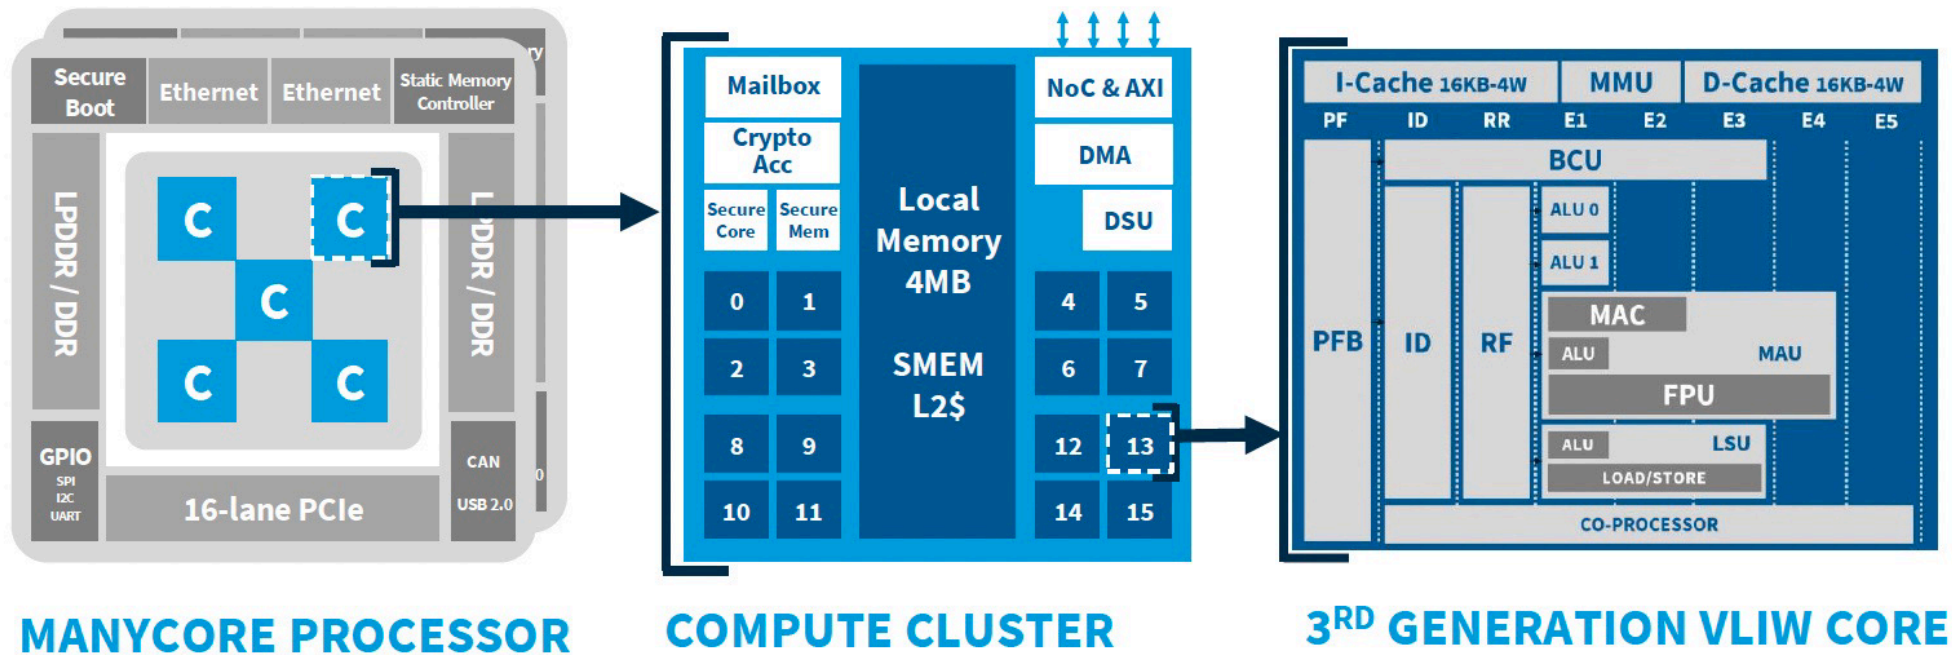 ry
Secure
Boot
Ethernet
Ethernet
Static Memory
Controller
LPDDR / DDR
C
C
C
C
C
LPDDR / DDR
GPIO
SPI
I2C
UART
16-lane PCIe
CAN
USB 2.0
0
MANYCORE PROCESSOR
Mailbox
Crypto
Acc
Secure
Core
Secure
Mem
0 1
2 3
8 9
10 11
Local
Memory
4MB
SMEM
L2$
NoC & AXI
DMA
DSU
4 5
6 7
12 13
14 15
COMPUTE CLUSTER
I-Cache 16KB-4W
MMU
D-Cache 16KB-4W
PF ID RR E1 E2 E3 E4 E5
BCU
PFB
ID
RF
ALU 0
ALU 1
MAC
ALU
MAU
FPU
ALU
LSU
LOAD/STORE
CO-PROCESSOR
3RD GENERATION VLIW CORE